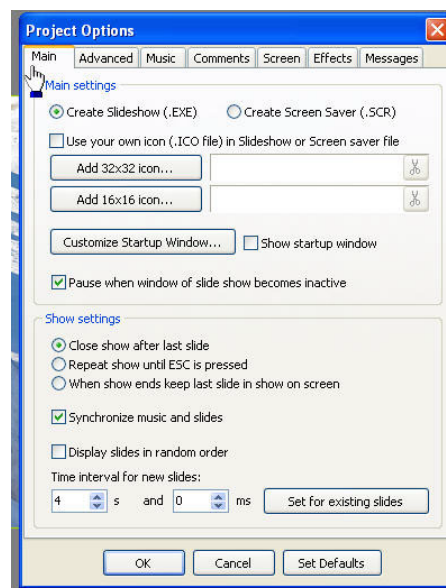 Project Options
Main Advanced Music Comments Screen Effects Messages
Main settings
Create Slideshow (.EXE) Create Screen Saver (.SCR)
Use your own icon (.ICO file) in Slideshow or Screen saver file
Add 32x32 icon...
Add 16x16 icon...
Customize Startup Window... Show startup window
Pause when window of slide show becomes inactive
Show settings
Close show after last slide
Repeat show until ESC is pressed
When show ends keep last slide in show on screen
Synchronize music and slides
Display slides in random order
Time interval for new slides:
4 s and 0 ms Set for existing slides
OK Cancel Set Defaults